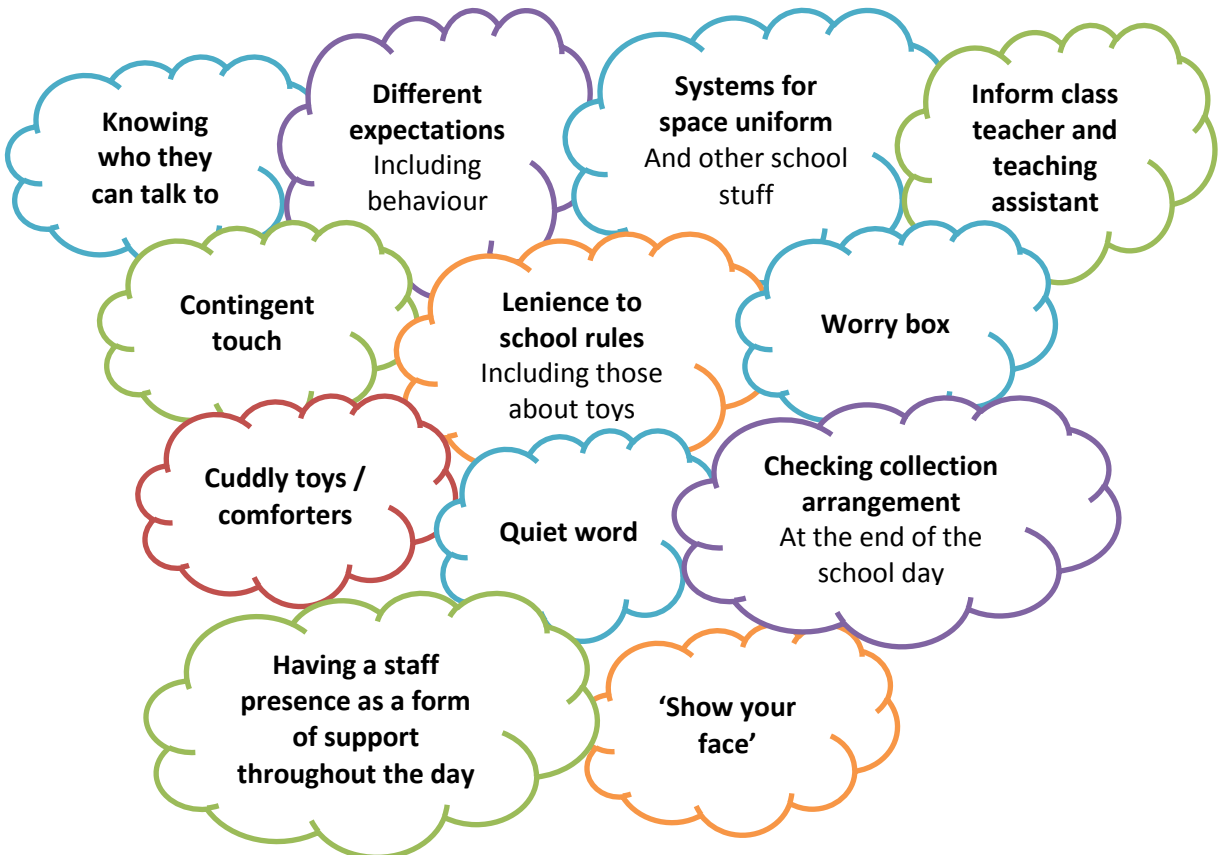 Knowing
who they
can talk to
Different
expectations
Including
behaviour
Systems for
space uniform
And other school
stuff
Inform class
teacher and
teaching
assistant
Contingent
touch
Lenience to
school rules
Including those
about toys
Worry box
Cuddly toys /
comforters
Quiet word
Checking collection
arrangement
At the end of the
school day
Having a staff
presence as a form
of support
throughout the day
‘Show your
face’